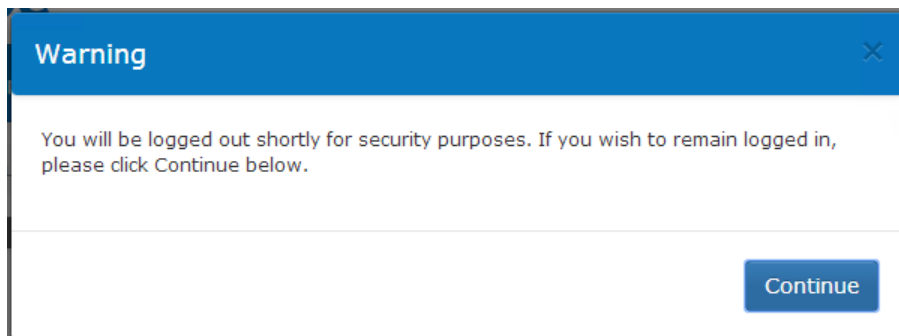 Warning
You will be logged out shortly for security purposes. If you wish to remain logged in,
please click Continue below.
Continue